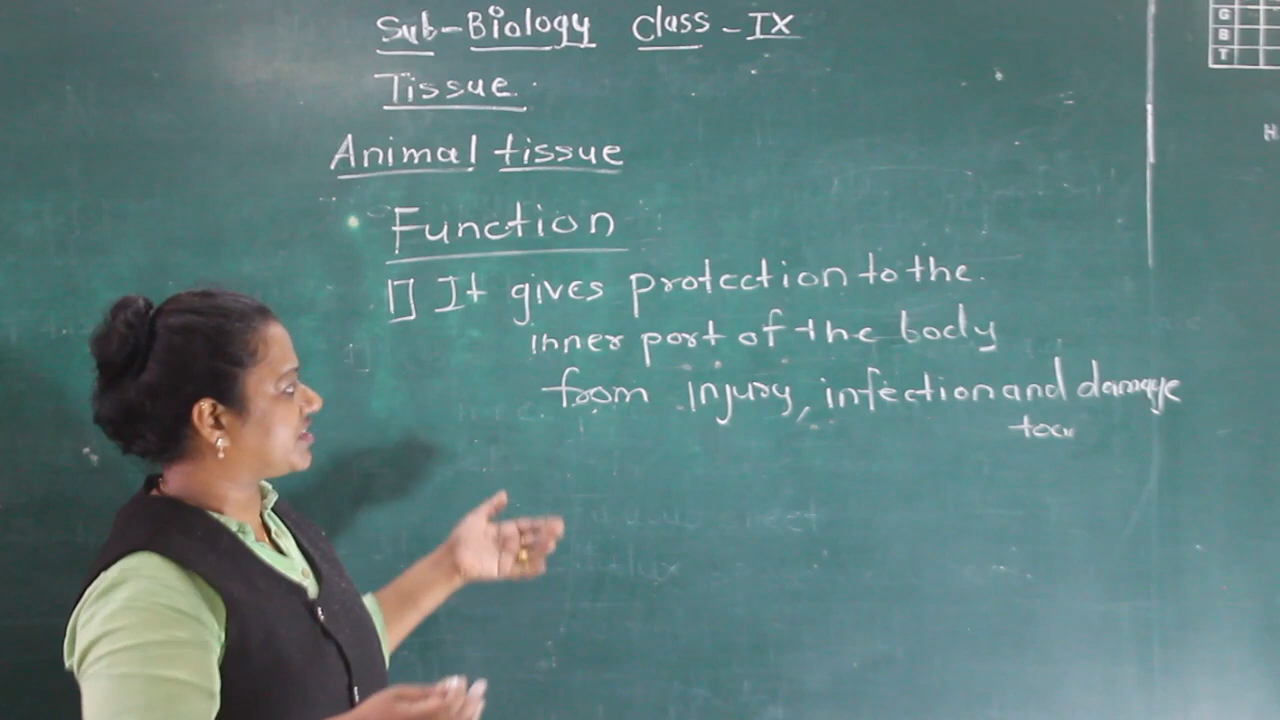 Sub-Biology Class - IX
Tissue.
Animal tissue
Function
1] It gives protection to the.
inner part of the body
from injury, infection and damage
G
B
T
H